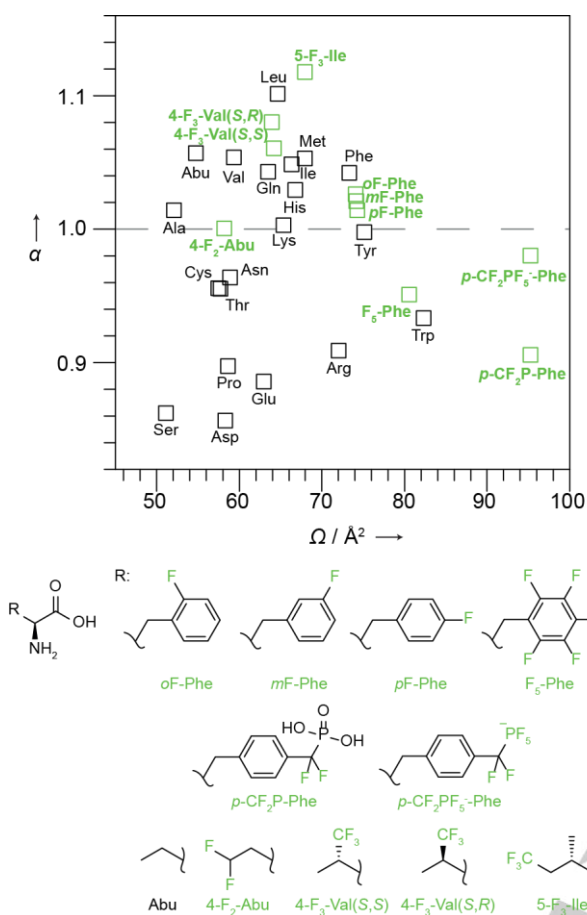 5-F3-Ile
Leu
1.1
4-F3-Val(S,R)
4-F3-Val(S,S)
Met
Phe
Abu
Val
Gln
Ile
oF-Phe
His
mF-Phe
pF-Phe
α →
1.0
Ala
4-F2-Abu
Lys
Tyr
Cys
Asn
p-CF2PF5⁻-Phe
Thr
F5-Phe
Trp
0.9
Pro
Arg
p-CF2P-Phe
Glu
Ser
Asp
50 60 70 80 90 100
Ω / Å² →
R:
R O OH NH2
F
F
F
F F F F
oF-Phe mF-Phe pF-Phe F5-Phe
O
HO P OH
F F
⁻PF5
F F
p-CF2P-Phe p-CF2PF5⁻-Phe
F F
CF3 CF3 F3C
Abu 4-F2-Abu 4-F3-Val(S,S) 4-F3-Val(S,R) 5-F3-Ile